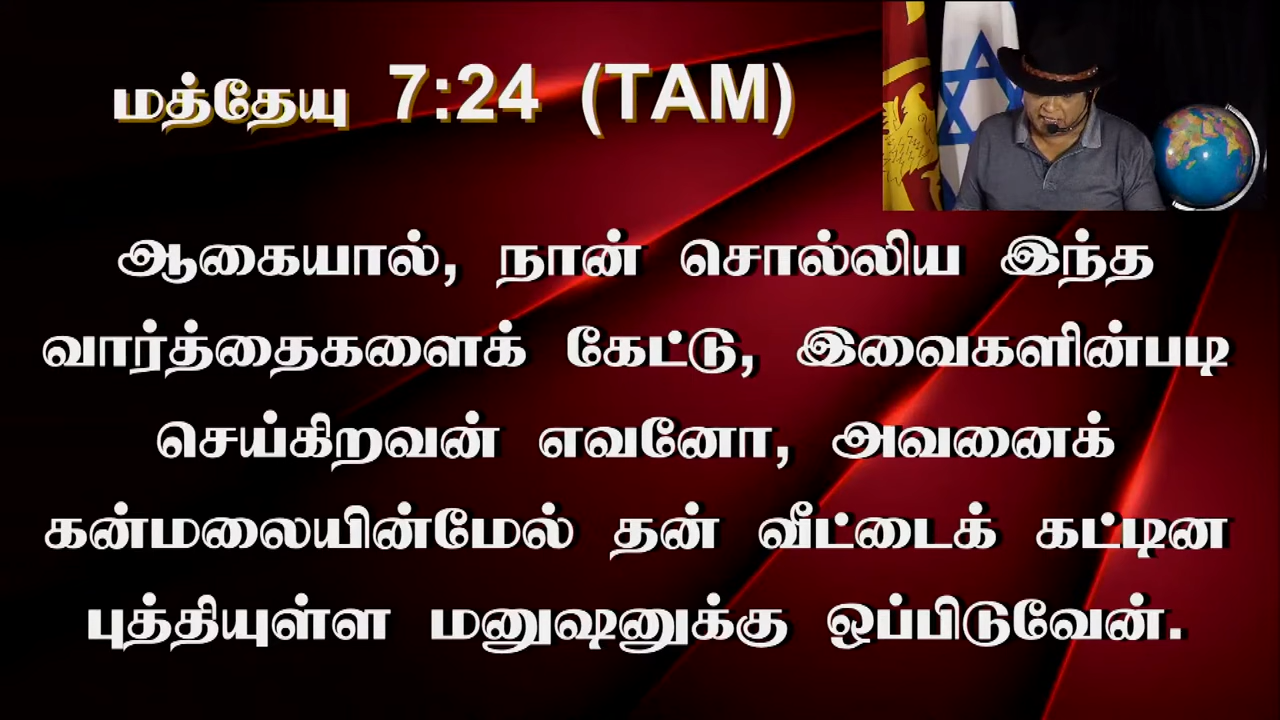 மத்தேயு 7:24 (TAM)
ஆகையால், நான் சொல்லிய இந்த
வார்த்தைகளைக் கேட்டு, இவைகளின்படி
செய்கிறவன் எவனோ, அவனைக்
கன்மலையின்மேல் தன் வீட்டைக் கட்டின
புத்தியுள்ள மனுஷனுக்கு ஒப்பிடுவேன்.